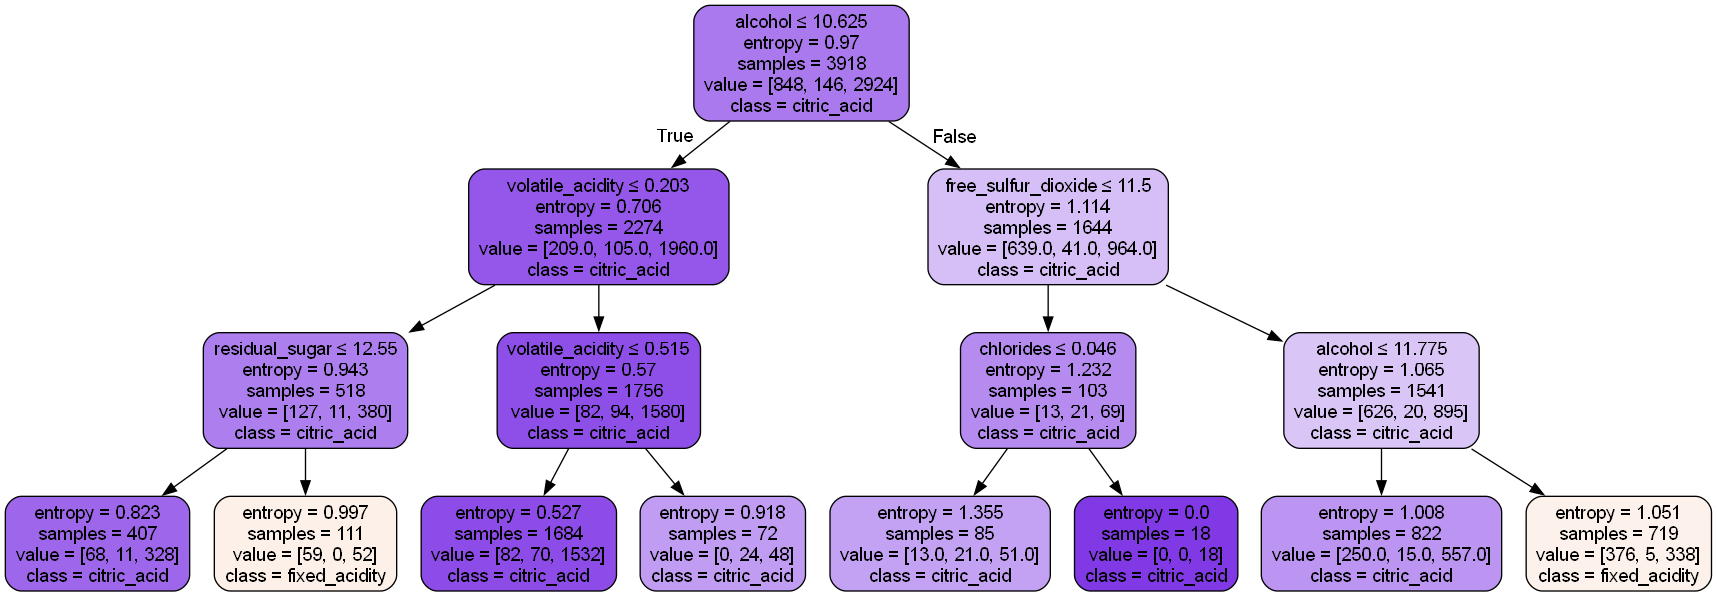 alcohol ≤ 10.625
entropy = 0.97
samples = 3918
value = [848, 146, 2924]
class = citric_acid
True
False
volatile_acidity ≤ 0.203
entropy = 0.706
samples = 2274
value = [209.0, 105.0, 1960.0]
class = citric_acid
free_sulfur_dioxide ≤ 11.5
entropy = 1.114
samples = 1644
value = [639.0, 41.0, 964.0]
class = citric_acid
residual_sugar ≤ 12.55
entropy = 0.943
samples = 518
value = [127, 11, 380]
class = citric_acid
volatile_acidity ≤ 0.515
entropy = 0.57
samples = 1756
value = [82, 94, 1580]
class = citric_acid
chlorides ≤ 0.046
entropy = 1.232
samples = 103
value = [13, 21, 69]
class = citric_acid
alcohol ≤ 11.775
entropy = 1.065
samples = 1541
value = [626, 20, 895]
class = citric_acid
entropy = 0.823
samples = 407
value = [68, 11, 328]
class = citric_acid
entropy = 0.997
samples = 111
value = [59, 0, 52]
class = fixed_acidity
entropy = 0.527
samples = 1684
value = [82, 70, 1532]
class = citric_acid
entropy = 0.918
samples = 72
value = [0, 24, 48]
class = citric_acid
entropy = 1.355
samples = 85
value = [13.0, 21.0, 51.0]
class = citric_acid
entropy = 0.0
samples = 18
value = [0, 0, 18]
class = citric_acid
entropy = 1.008
samples = 822
value = [250.0, 15.0, 557.0]
class = citric_acid
entropy = 1.051
samples = 719
value = [376, 5, 338]
class = fixed_acidity